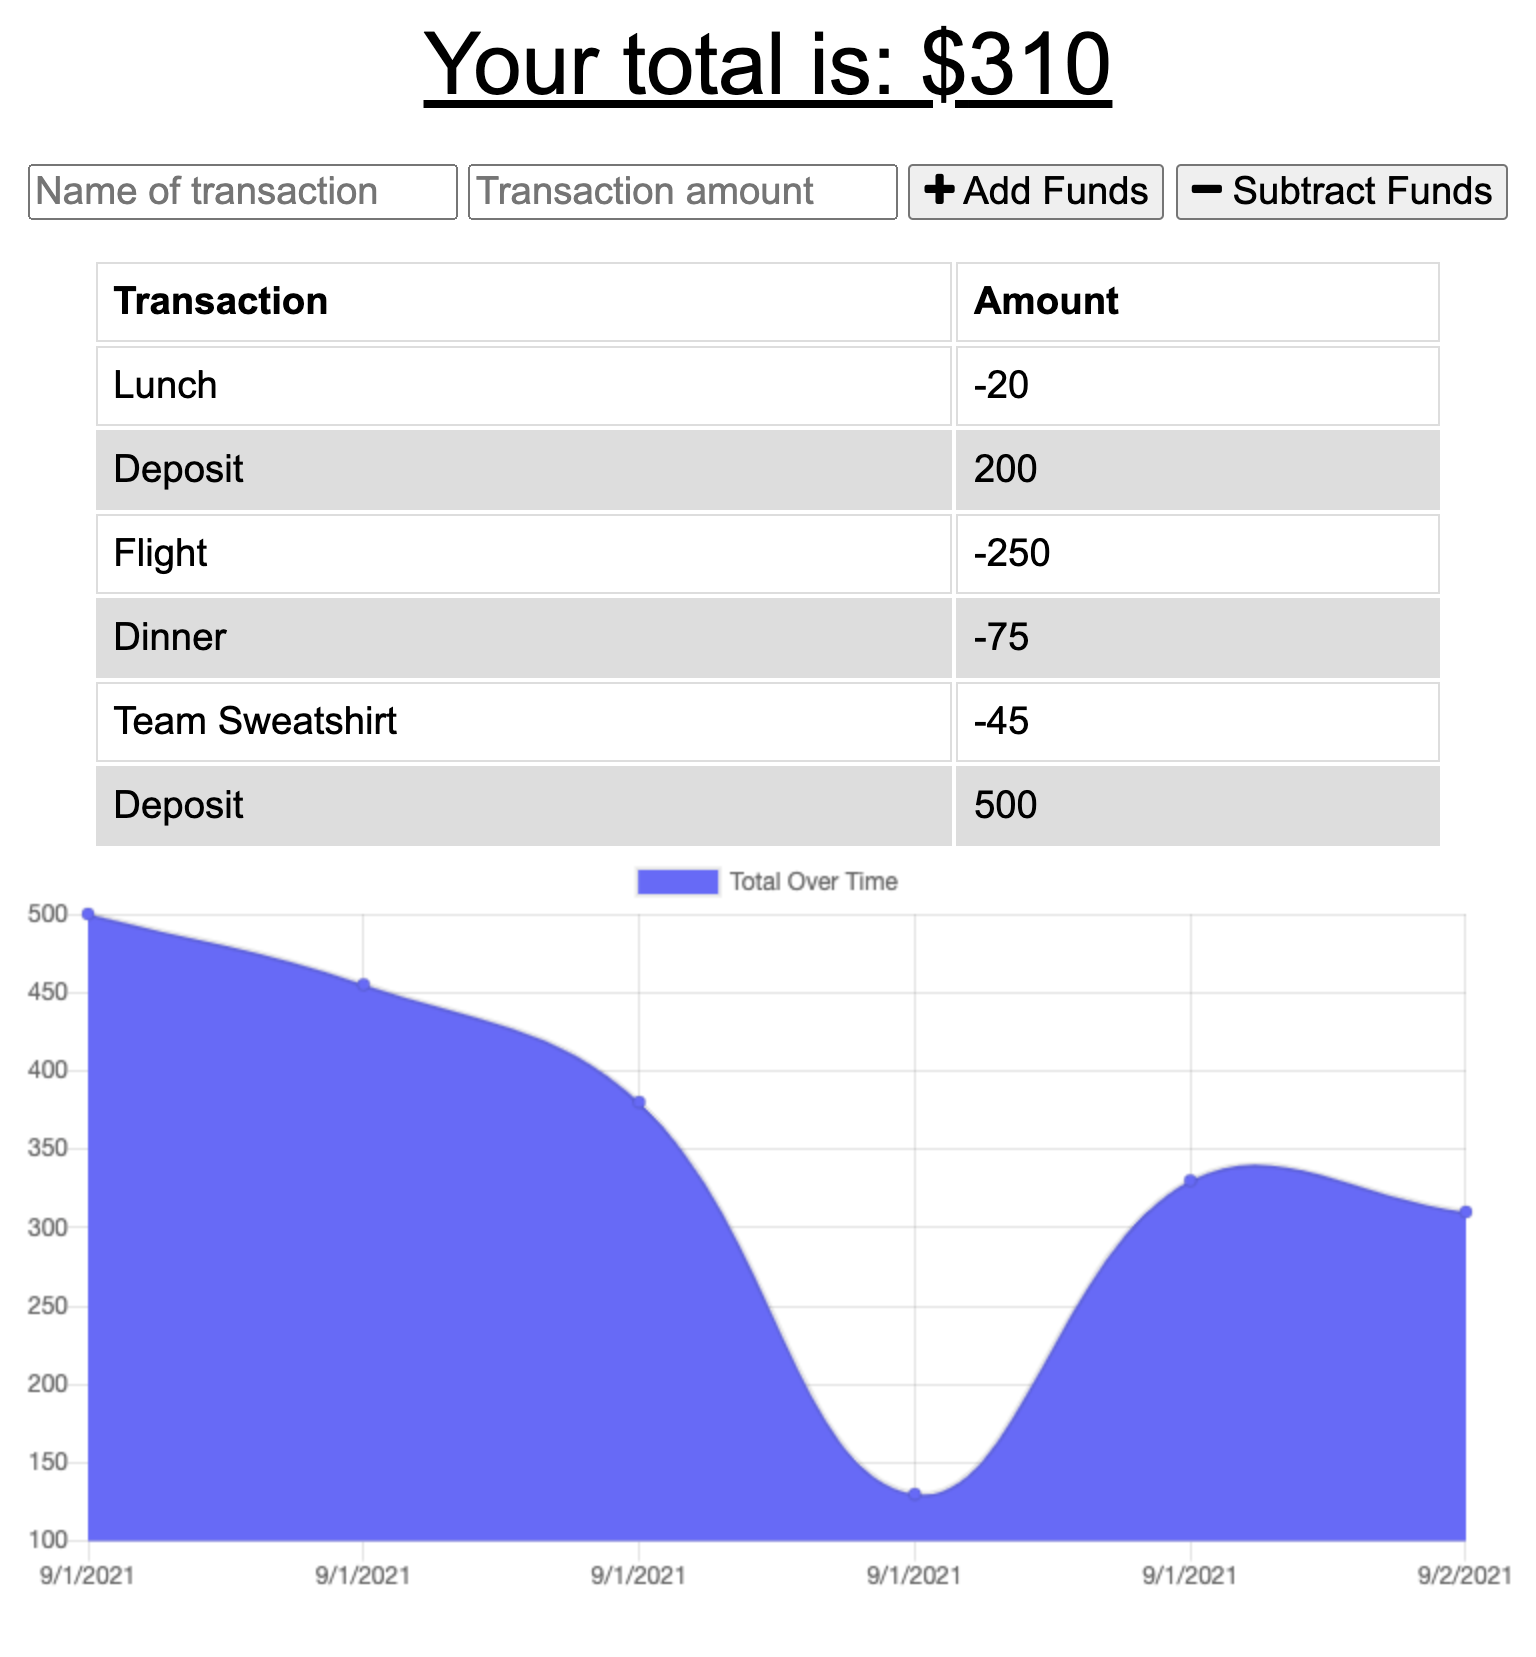 Your total is: $310
Name of transaction Transaction amount Add Funds Subtract Funds
Transaction Amount
Lunch -20
Deposit 200
Flight -250
Dinner -75
Team Sweatshirt -45
Deposit 500
Total Over Time
500
450
400
350
300
250
200
150
100
9/1/2021 9/1/2021 9/1/2021 9/1/2021 9/1/2021 9/2/2021